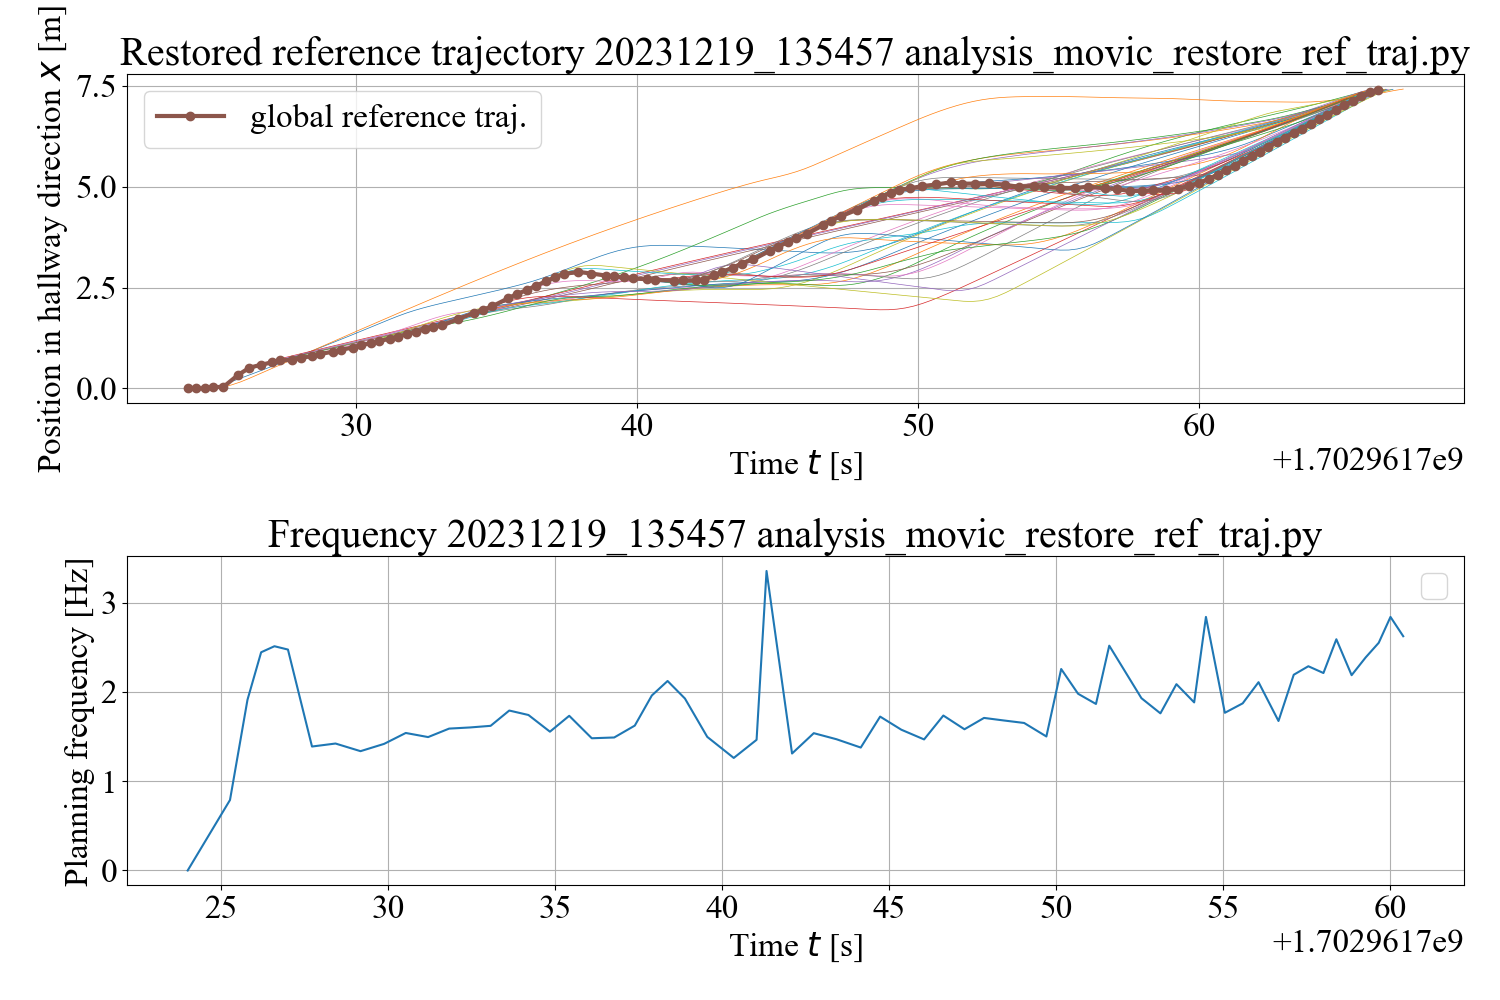 Restored reference trajectory 20231219_135457 analysis_movic_restore_ref_traj.py
Position in hallway direction x [m]
7.5
5.0
2.5
0.0
global reference traj.
30 40 50 60
Time t [s]
+1.7029617e9
Frequency 20231219_135457 analysis_movic_restore_ref_traj.py
Planning frequency [Hz]
3
2
1
0
25 30 35 40 45 50 55 60
Time t [s]
+1.7029617e9